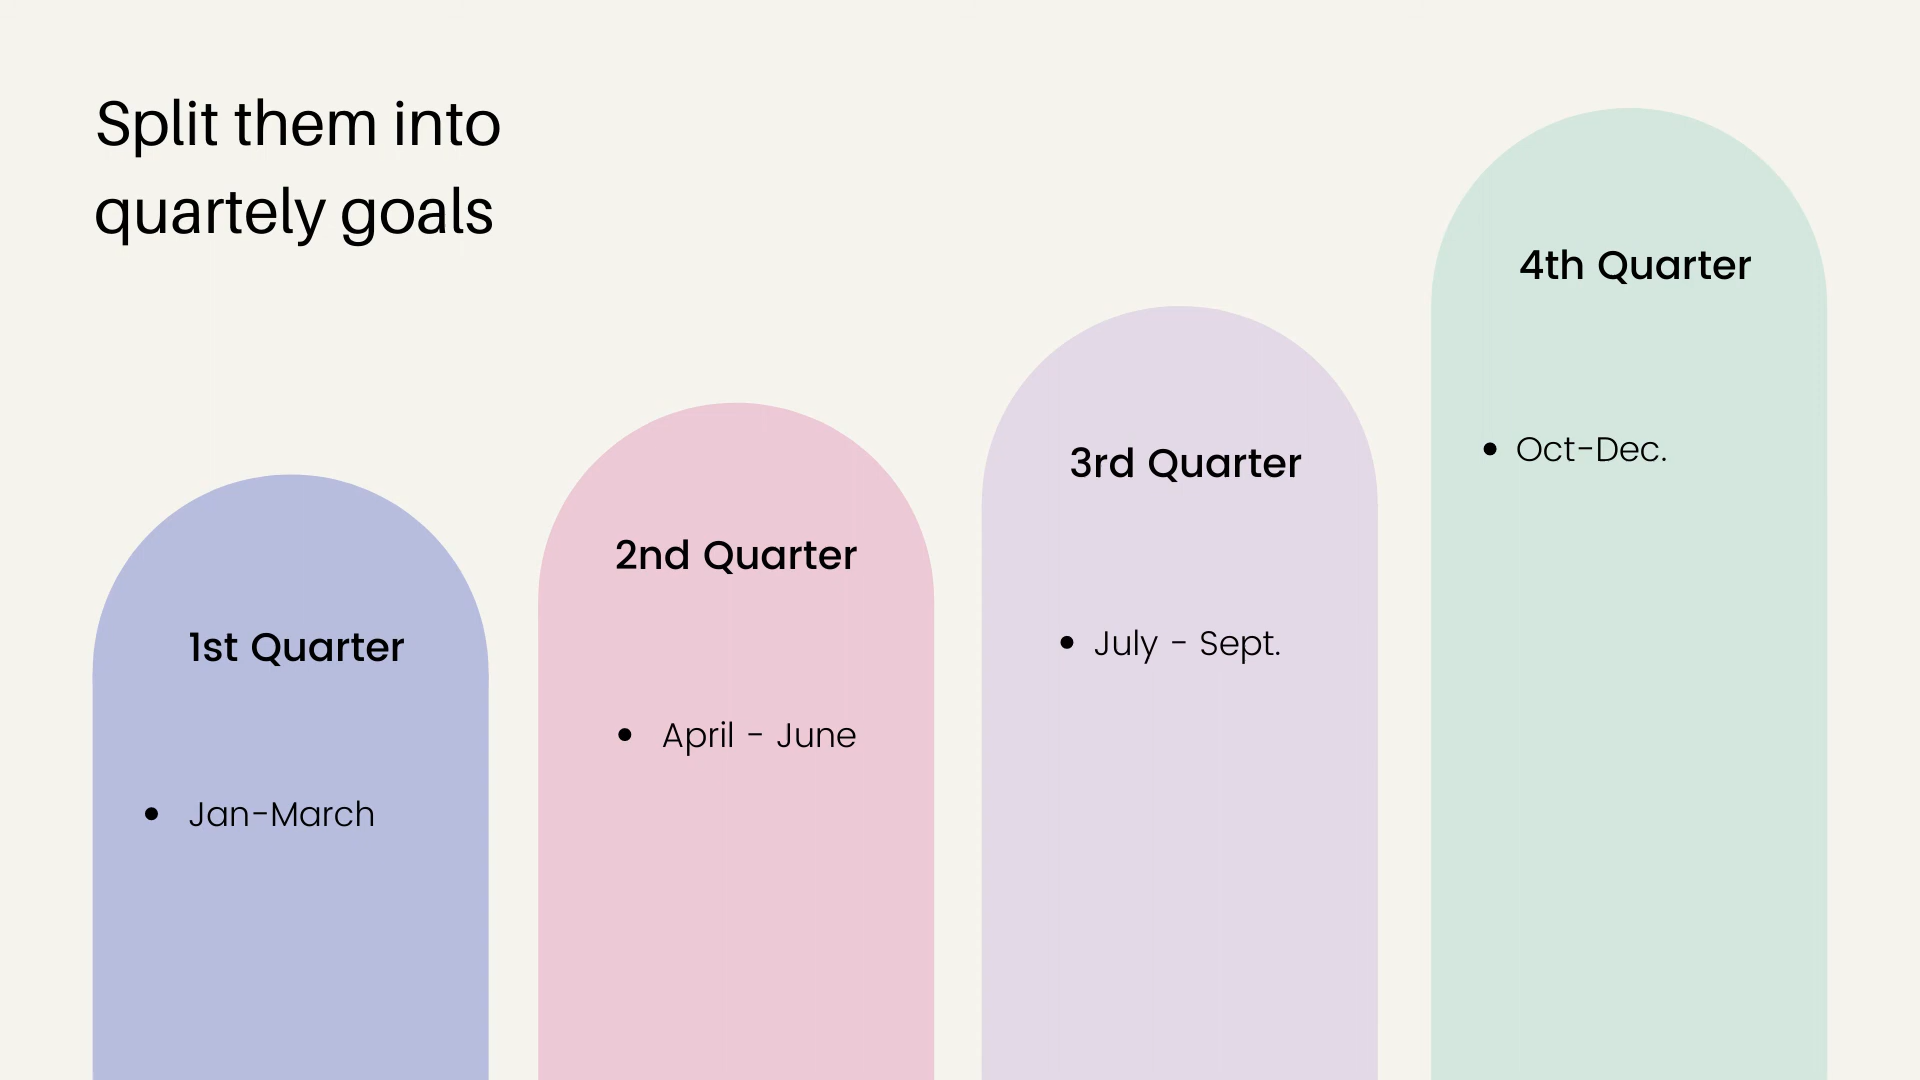 Split them into
quartely goals
1st Quarter
• Jan-March
2nd Quarter
• April - June
3rd Quarter
• July - Sept.
4th Quarter
• Oct-Dec.